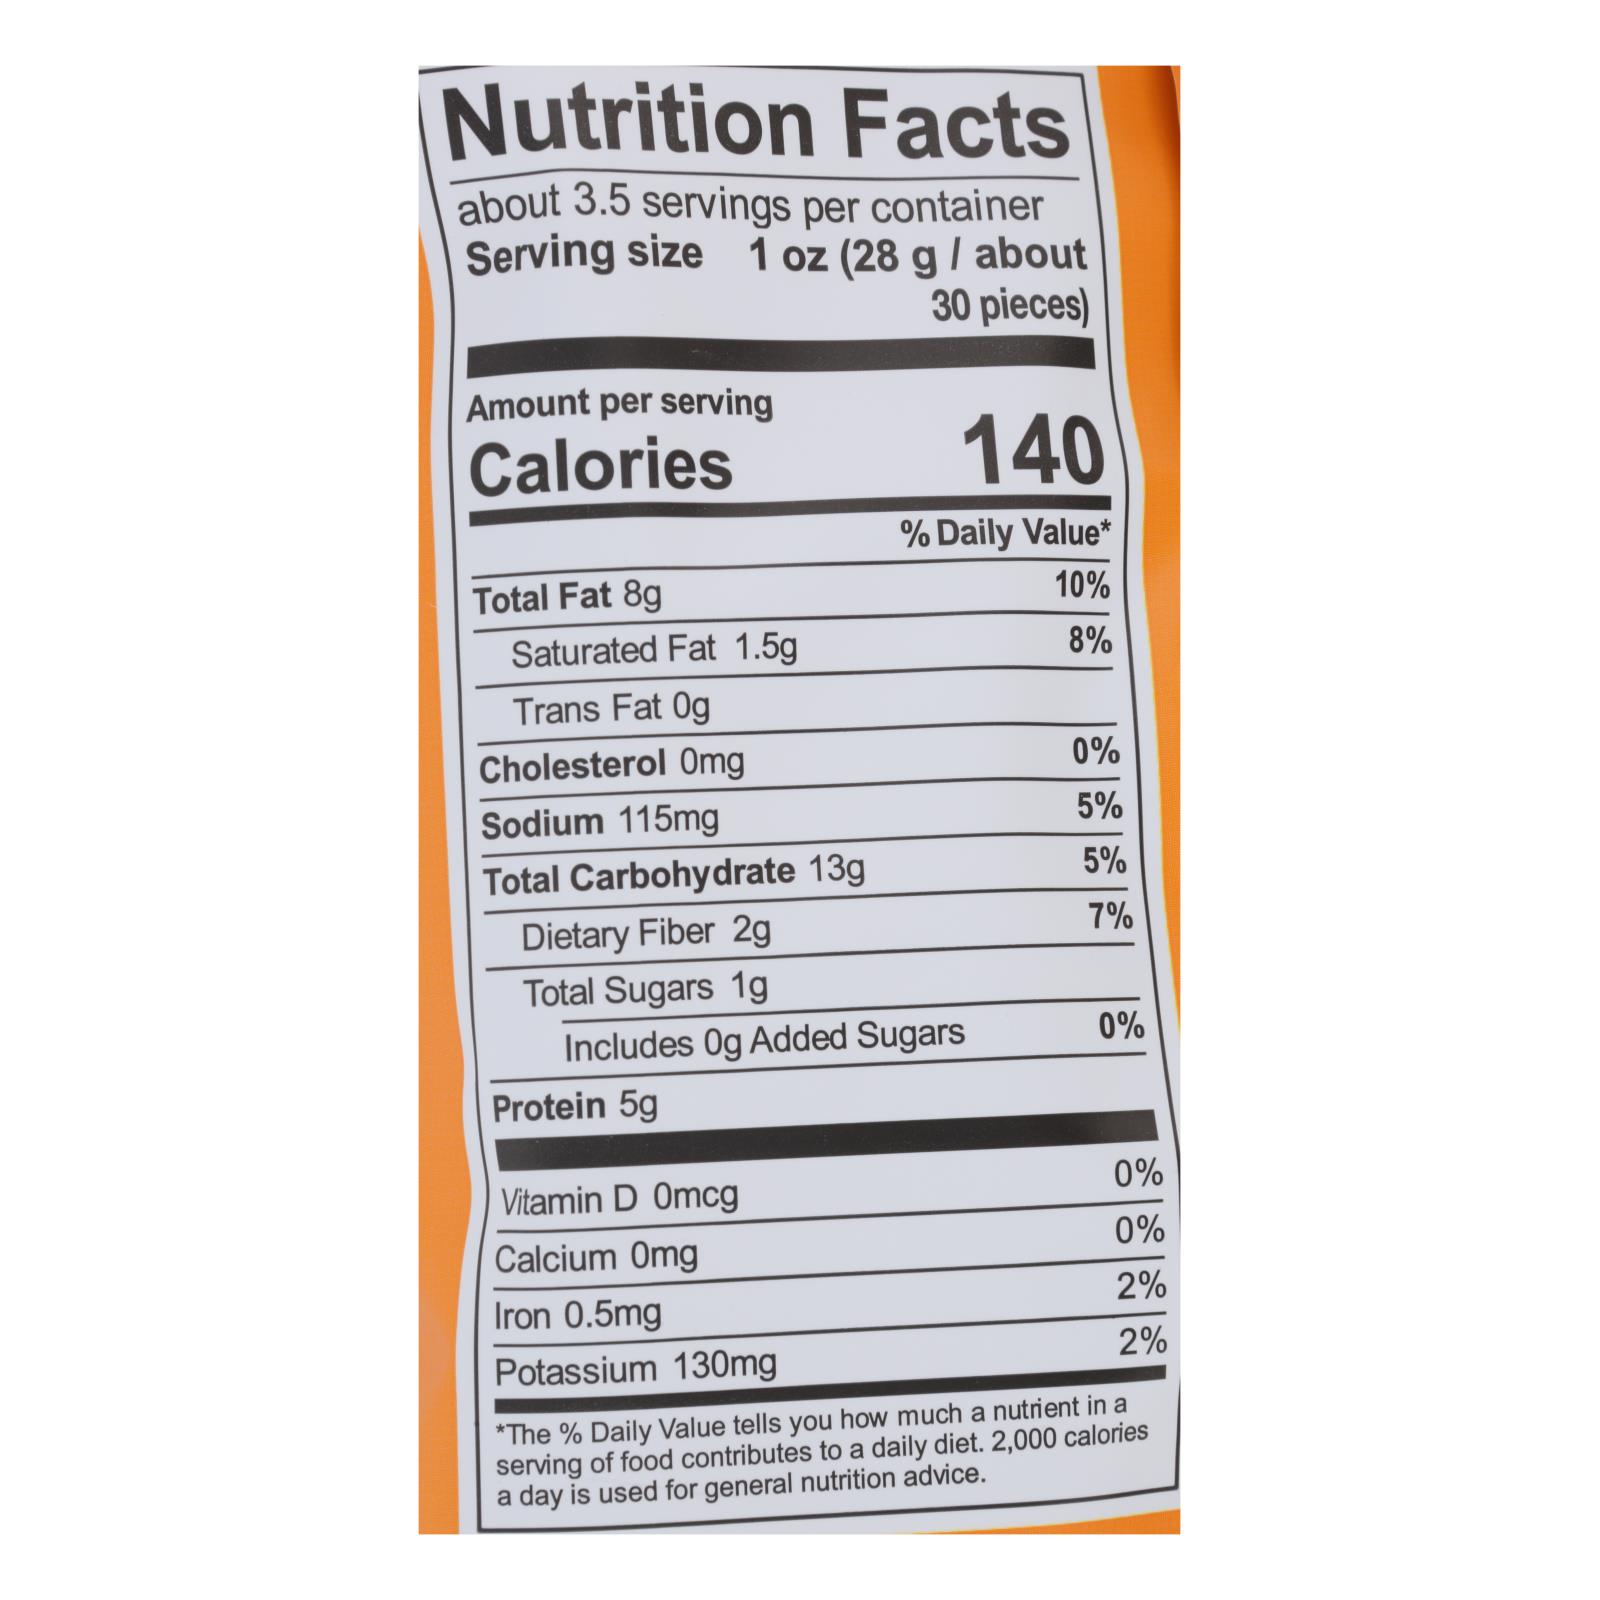 Nutrition Facts
about 3.5 servings per container
Serving size 1 oz (28 g / about
30 pieces)
Amount per serving
Calories 140
% Daily Value*
Total Fat 8g 10%
Saturated Fat 1.5g 8%
Trans Fat 0g
Cholesterol 0mg 0%
Sodium 115mg 5%
Total Carbohydrate 13g 5%
Dietary Fiber 2g 7%
Total Sugars 1g
Includes 0g Added Sugars 0%
Protein 5g
Vitamin D 0mcg 0%
Calcium 0mg 0%
Iron 0.5mg 2%
Potassium 130mg 2%
*The % Daily Value tells you how much a nutrient in a
serving of food contributes to a daily diet. 2,000 calories
a day is used for general nutrition advice.